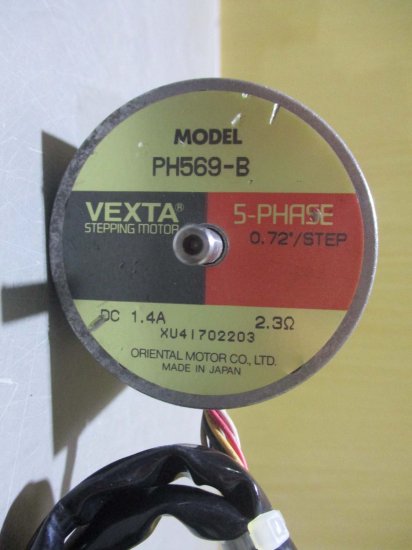 MODEL
PH569-B
VEXTA® 5-PHASE
STEPPING MOTOR 0.72°/STEP
DC 1.4A 2.3Ω
XU41702203
ORIENTAL MOTOR CO., LTD.
MADE IN JAPAN